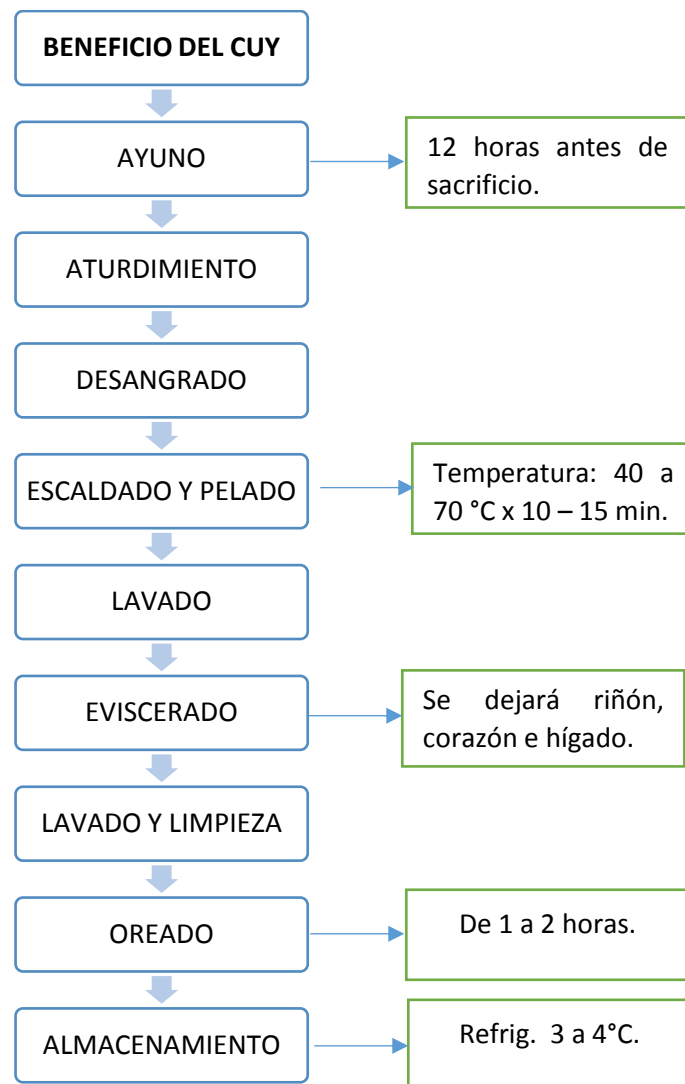 BENEFICIO DEL CUY
AYUNO
12 horas antes de
sacrificio.
ATURDIMIENTO
DESANGRADO
ESCALDADO Y PELADO
Temperatura: 40 a
70 °C x 10 – 15 min.
LAVADO
EVISCERADO
Se dejará riñón,
corazón e hígado.
LAVADO Y LIMPIEZA
OREADO
De 1 a 2 horas.
ALMACENAMIENTO
Refrig. 3 a 4°C.